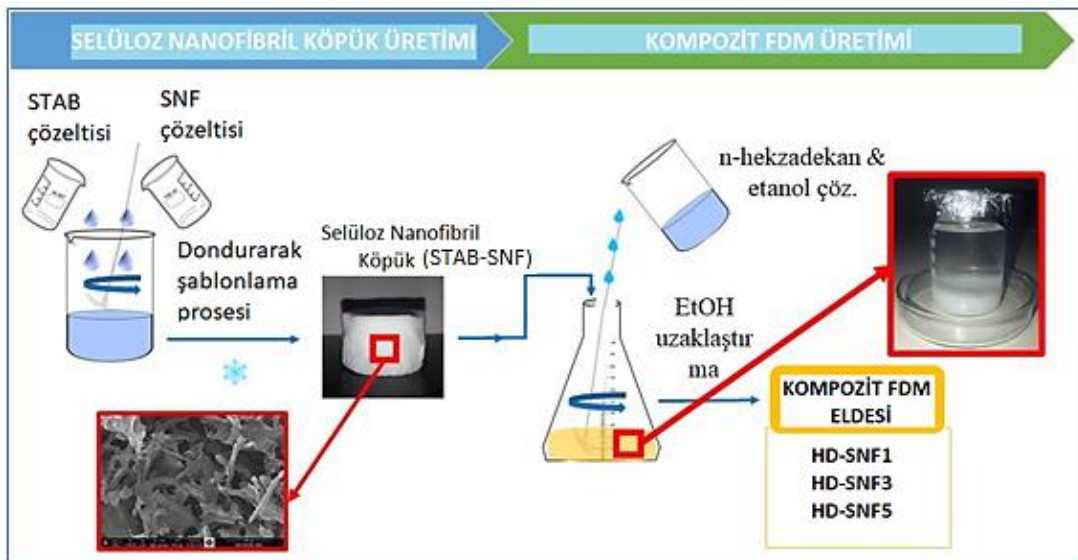 SELÜLOZ NANOFİBRİL KÖPÜK ÜRETİMİ
KOMPOZİT FDM ÜRETİMİ
STAB
çözeltisi
SNF
çözeltisi
Dondurarak
şablonlama
prosesi
Selüloz Nanofibril
Köpük (STAB-SNF)
n-hekzadekan &
etanol çöz.
EtOH
uzaklaştır
ma
KOMPOZİT FDM
ELDESİ
HD-SNF1
HD-SNF3
HD-SNF5